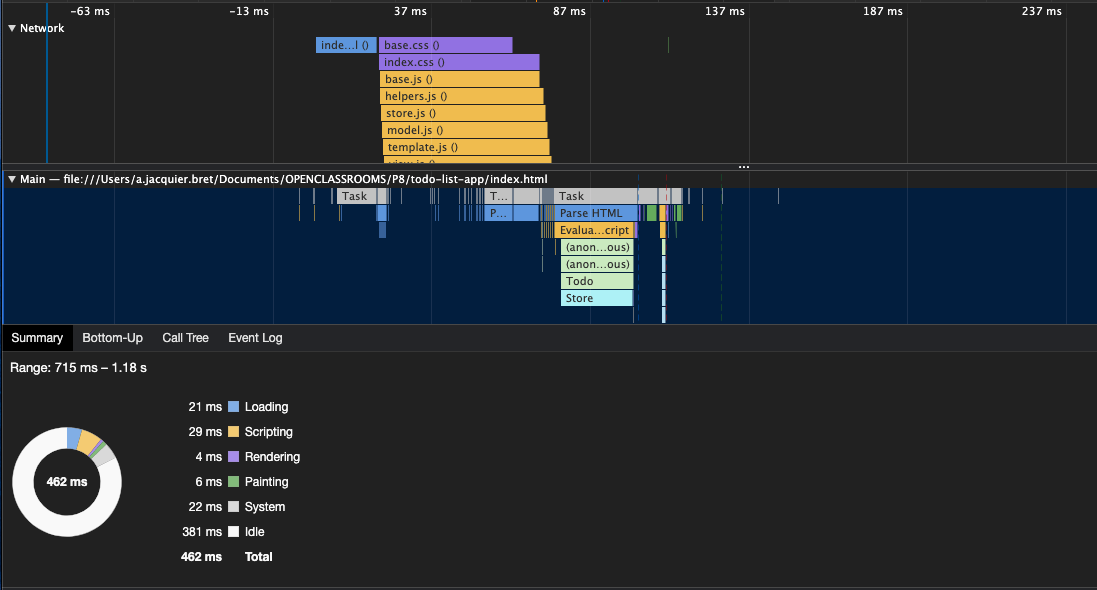 -63 ms -13 ms 37 ms 87 ms 137 ms 187 ms 237 ms
▼ Network
inde...l () base.css ()
index.css ()
base.js ()
helpers.js ()
store.js ()
model.js ()
template.js ()
view.js ()
▼ Main — file:///Users/a.jacquier.bret/Documents/OPENCLASSROOMS/P8/todo-list-app/index.html
Task T... Task
P... Parse HTML
Evalua...cript
(anon...ous)
(anon...ous)
Todo
Store
Summary Bottom-Up Call Tree Event Log
Range: 715 ms – 1.18 s
21 ms Loading
29 ms Scripting
4 ms Rendering
462 ms
6 ms Painting
22 ms System
381 ms Idle
462 ms Total